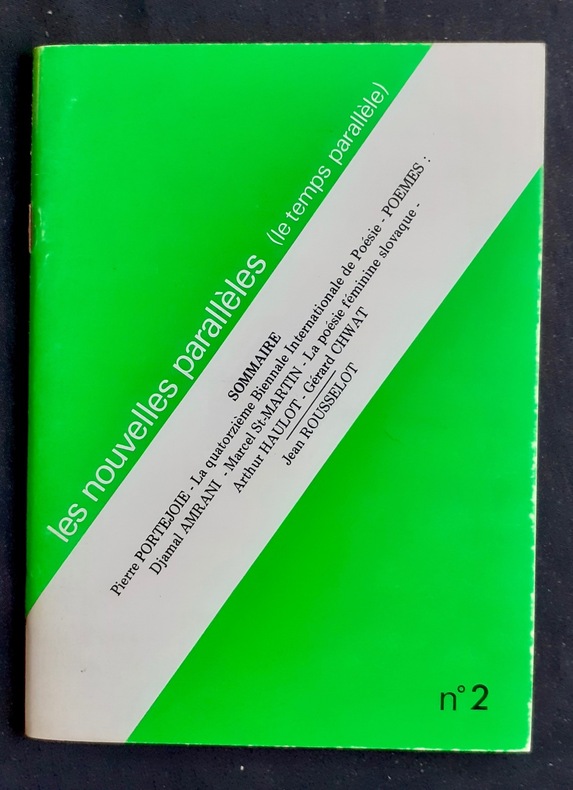 les nouvelles parallèles (le temps parallèle)
SOMMAIRE
Pierre PORTEJOIE - La quatorzième Biennale Internationale de Poésie - POEMES :
Djamal AMRANI - Marcel St-MARTIN - La poésie féminine slovaque -
Arthur HAULOT - Gérard CHWAT
Jean ROUSSELOT
n° 2